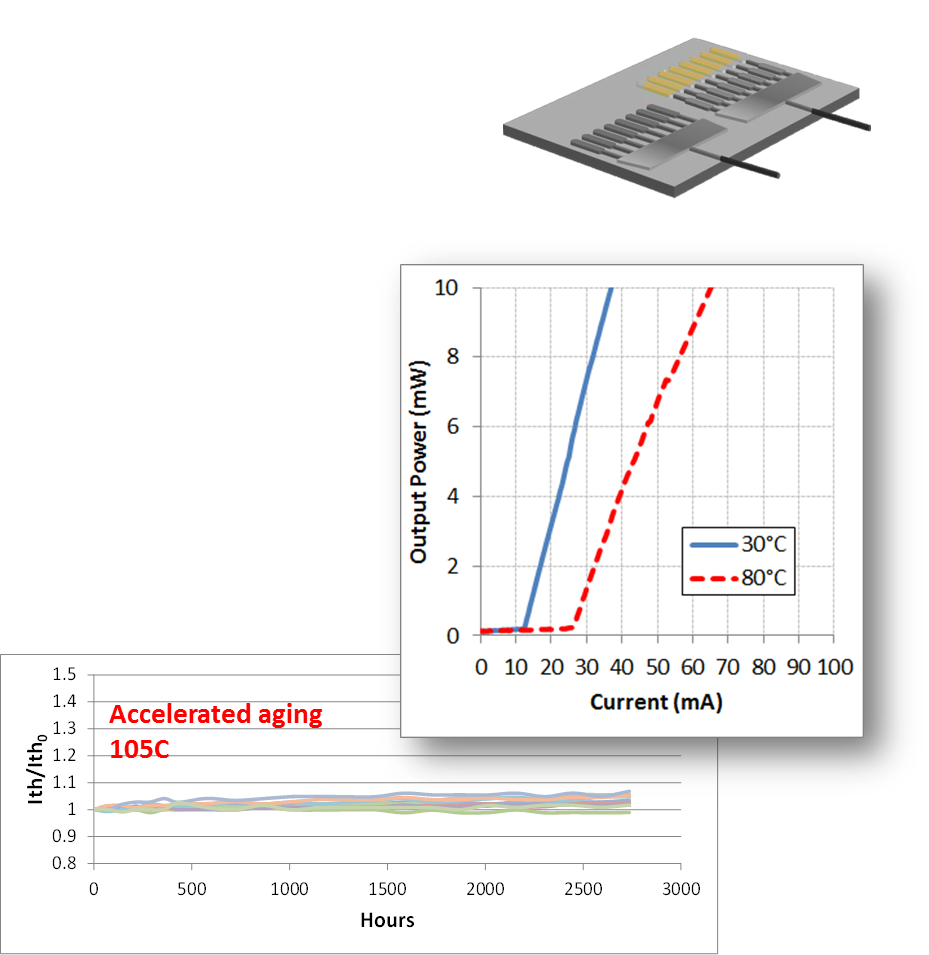 10
8
6
4
2
0
Output Power (mW)
30°C
80°C
0 10 20 30 40 50 60 70 80 90 100
Current (mA)
1.5
1.4
1.3
1.2
1.1
1
0.9
0.8
Ith/Ith₀
Accelerated aging
105C
0 500 1000 1500 2000 2500 3000
Hours